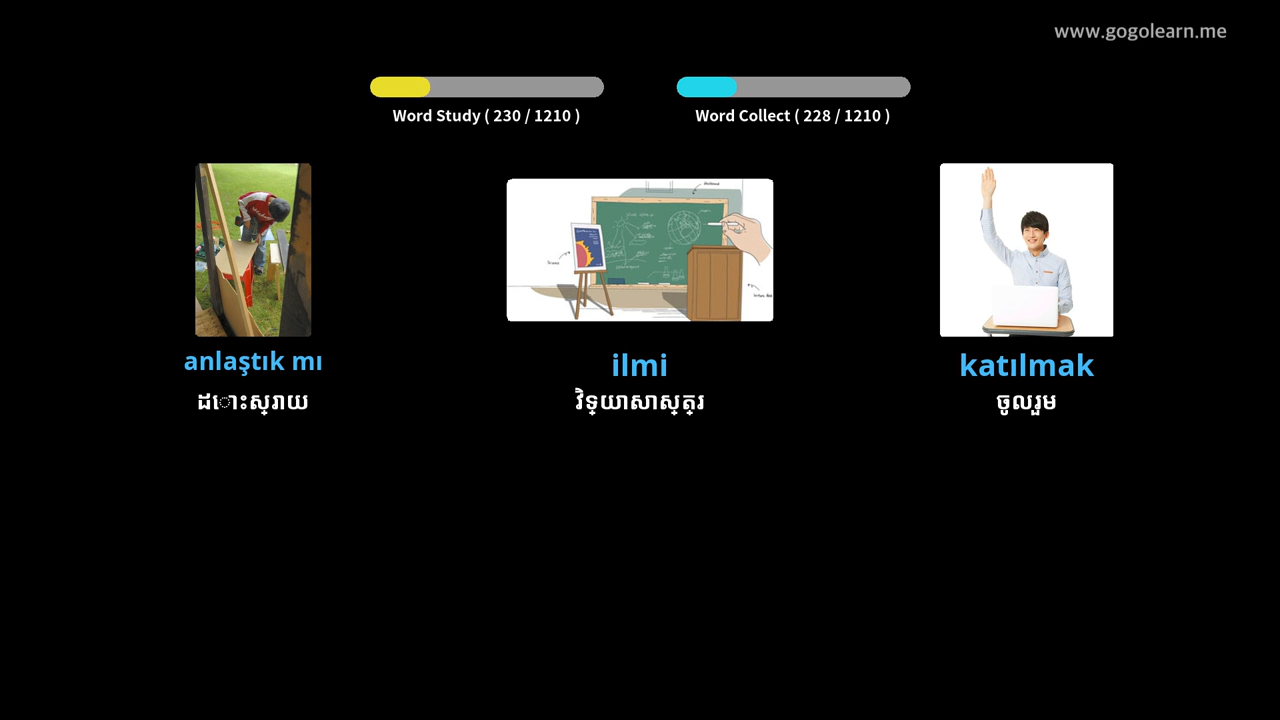 www.gogolearn.me
Word Study ( 230 / 1210 )
Word Collect ( 228 / 1210 )
anlaştık mı
ilmi
katılmak
ដោះស្រាយ
វិទ្យាសាស្ត្រ
ចូលរួម